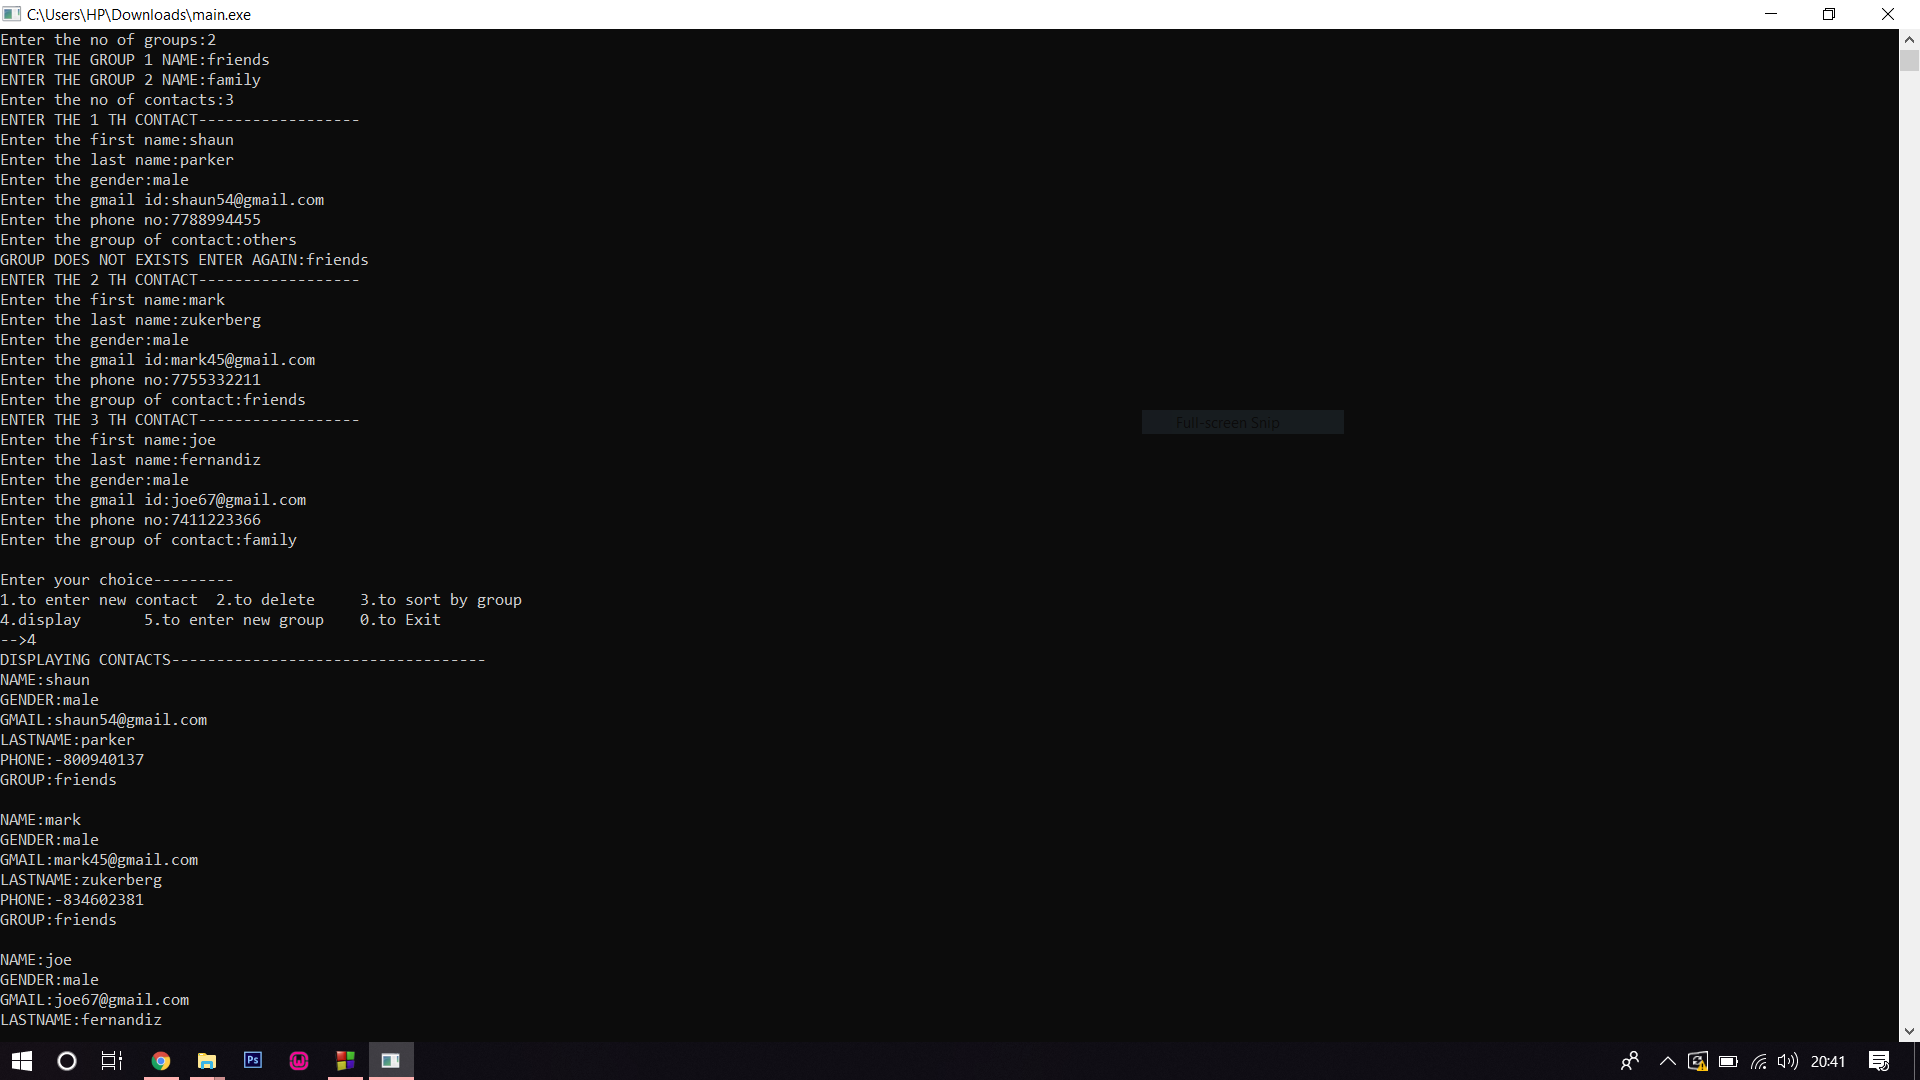 C:\Users\HP\Downloads\main.exe
Enter the no of groups:2
ENTER THE GROUP 1 NAME:friends
ENTER THE GROUP 2 NAME:family
Enter the no of contacts:3
ENTER THE 1 TH CONTACT------------------
Enter the first name:shaun
Enter the last name:parker
Enter the gender:male
Enter the gmail id:shaun54@gmail.com
Enter the phone no:7788994455
Enter the group of contact:others
GROUP DOES NOT EXISTS ENTER AGAIN:friends
ENTER THE 2 TH CONTACT------------------
Enter the first name:mark
Enter the last name:zukerberg
Enter the gender:male
Enter the gmail id:mark45@gmail.com
Enter the phone no:7755332211
Enter the group of contact:friends
ENTER THE 3 TH CONTACT------------------
Full-screen Snip
Enter the first name:joe
Enter the last name:fernandiz
Enter the gender:male
Enter the gmail id:joe67@gmail.com
Enter the phone no:7411223366
Enter the group of contact:family
Enter your choice---------
1.to enter new contact  2.to delete     3.to sort by group
4.display       5.to enter new group    0.to Exit
-->4
DISPLAYING CONTACTS-----------------------------------
NAME:shaun
GENDER:male
GMAIL:shaun54@gmail.com
LASTNAME:parker
PHONE:-800940137
GROUP:friends
NAME:mark
GENDER:male
GMAIL:mark45@gmail.com
LASTNAME:zukerberg
PHONE:-834602381
GROUP:friends
NAME:joe
GENDER:male
GMAIL:joe67@gmail.com
LASTNAME:fernandiz
Ps
20:41